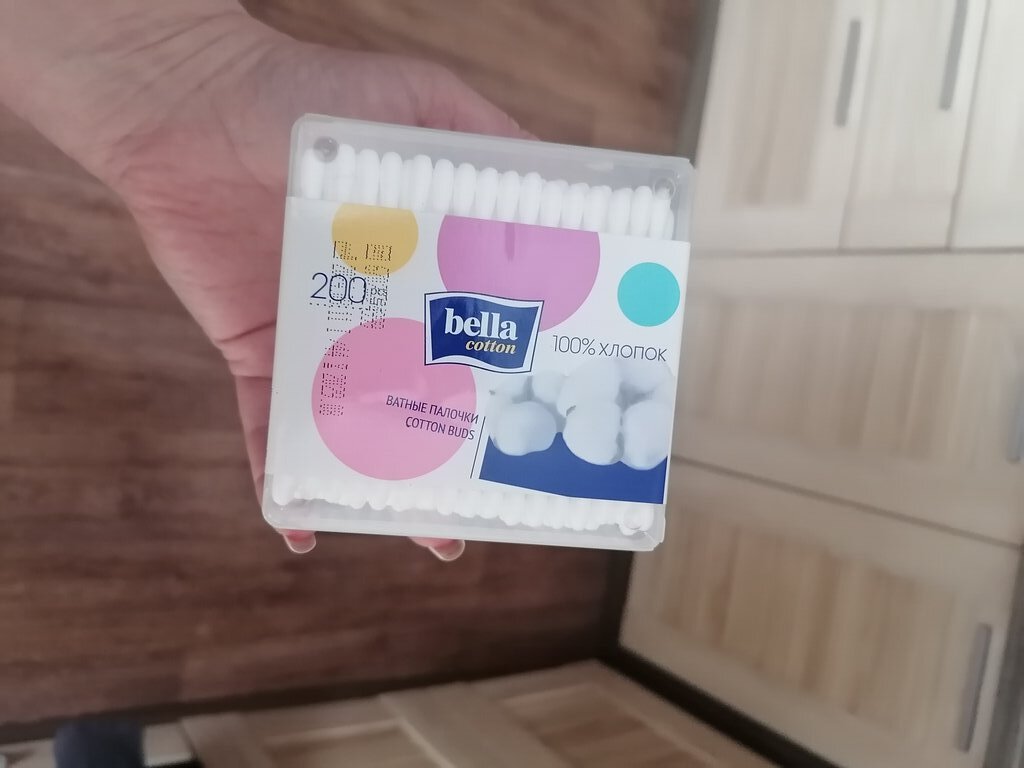 200
bella
cotton
100% ХЛОПОК
ВАТНЫЕ ПАЛОЧКИ
COTTON BUDS